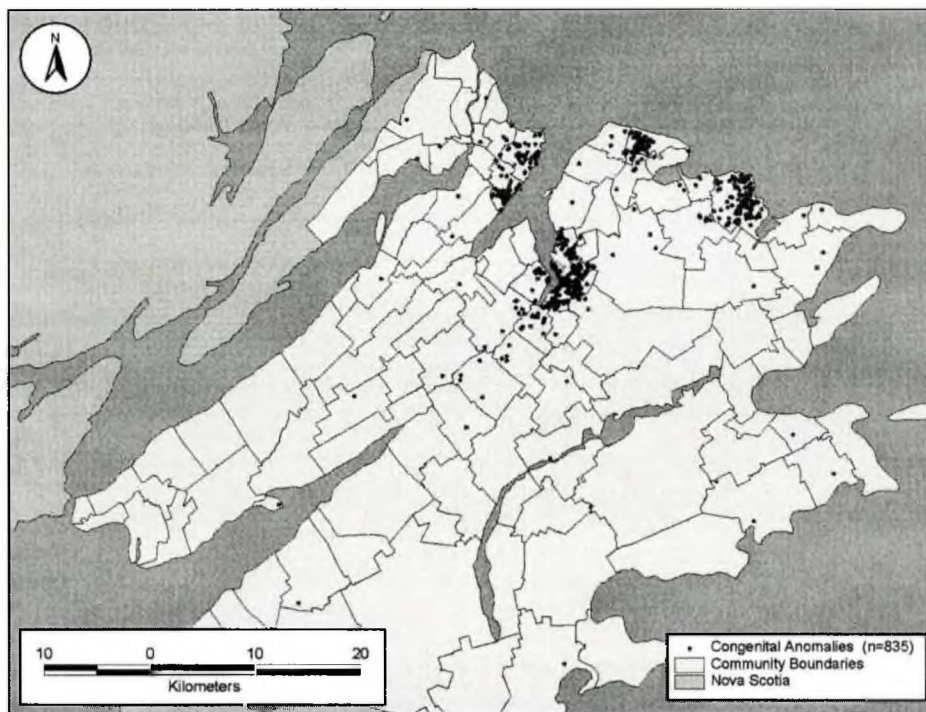 N
10 0 10 20
Kilometers
Congenital Anomalies (n=835)
Community Boundaries
Nova Scotia